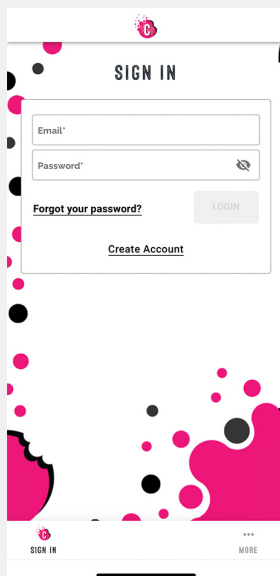 C
SIGN IN
Email*
Password*
Forgot your password?
LOGIN
Create Account
C
SIGN IN
MORE